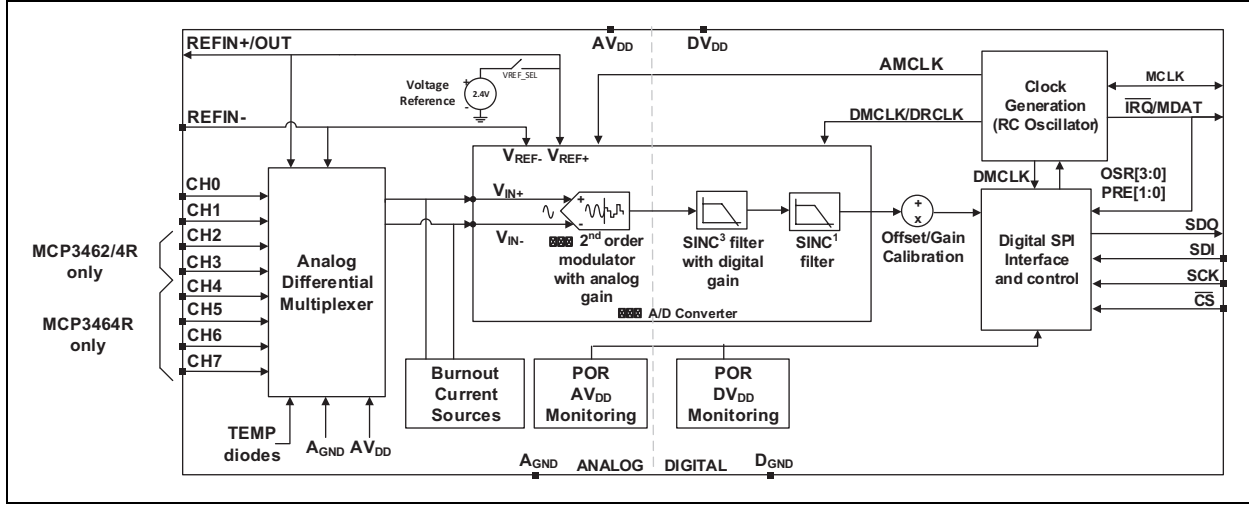 REFIN+/OUT
AVDD
DVDD
Voltage
Reference
2.4V
+
-
VREF_SEL
AMCLK
Clock
Generation
(RC Oscillator)
MCLK
IRQ/MDAT
REFIN-
DMCLK/DRCLK
VREF-
VREF+
DMCLK
OSR[3:0]
PRE[1:0]
CH0
CH1
CH2
CH3
CH4
CH5
CH6
CH7
MCP3462/4R
only
MCP3464R
only
Analog
Differential
Multiplexer
VIN+
VIN-
+
-
2nd order
modulator
with analog
gain
SINC3 filter
with digital
gain
SINC1
filter
A/D Converter
+
x
Offset/Gain
Calibration
Digital SPI
Interface
and control
SDO
SDI
SCK
CS
Burnout
Current
Sources
POR
AVDD
Monitoring
POR
DVDD
Monitoring
TEMP
diodes
AGND
AVDD
AGND
ANALOG
DIGITAL
DGND